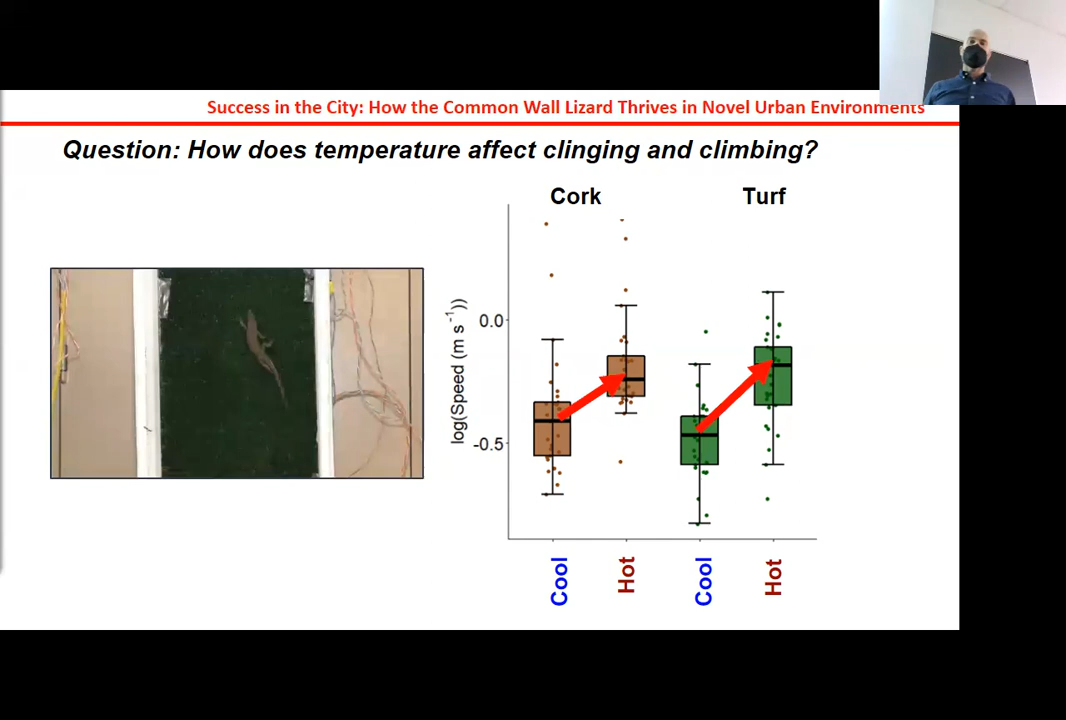 Success in the City: How the Common Wall Lizard Thrives in Novel Urban Environments
Question: How does temperature affect clinging and climbing?
Cork
Turf
log(Speed (m s⁻¹))
0.0
-0.5
Cool
Hot
Cool
Hot